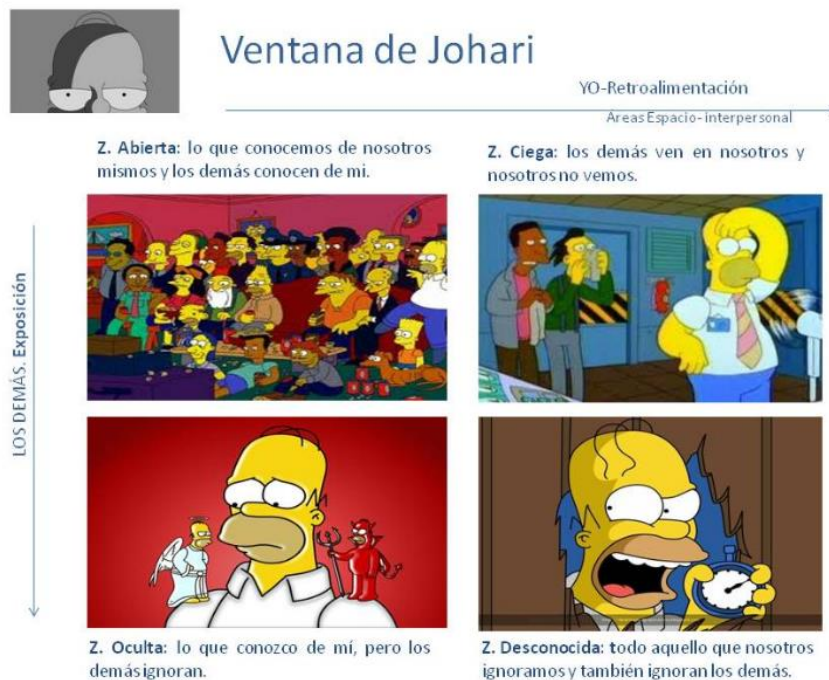 Ventana de Johari
YO-Retroalimentación
Áreas Espacio- interpersonal
Z. Abierta: lo que conocemos de nosotros
mismos y los demás conocen de mi.
Z. Ciega: los demás ven en nosotros y
nosotros no vemos.
LOS DEMÁS. Exposición
Z. Oculta: lo que conozco de mí, pero los
demás ignoran.
Z. Desconocida: todo aquello que nosotros
ignoramos y también ignoran los demás.